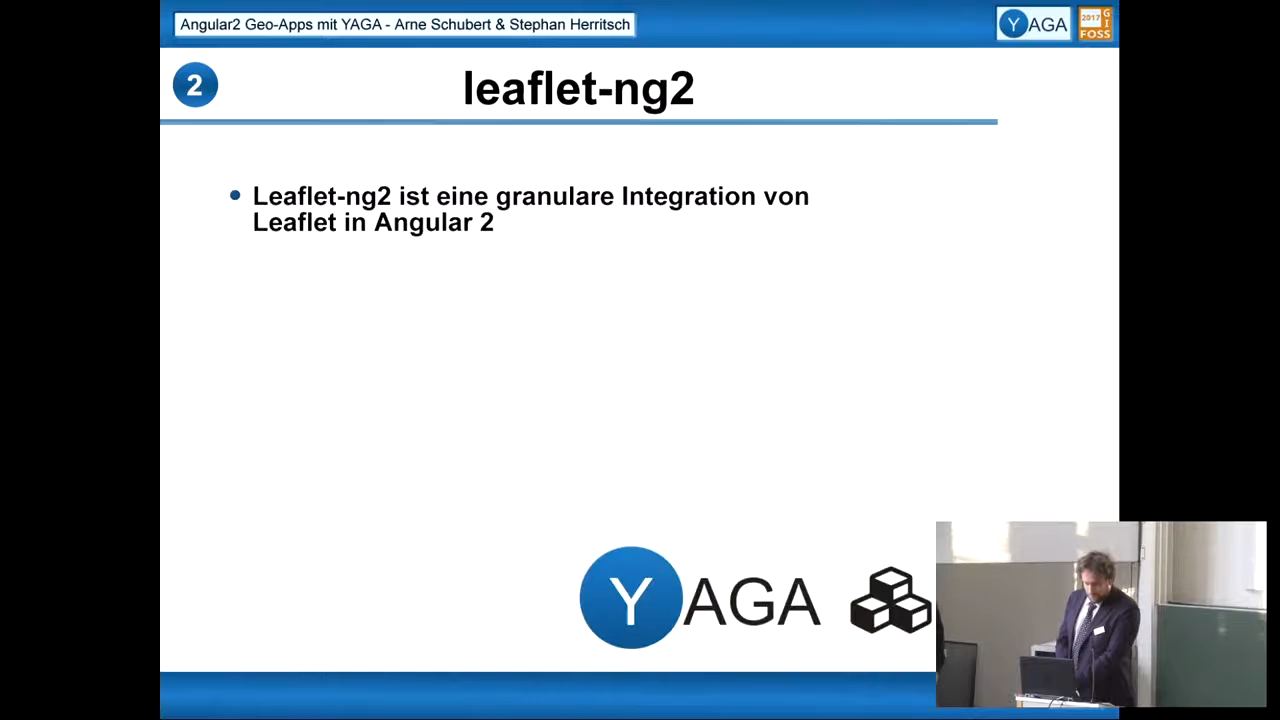 Angular2 Geo-Apps mit YAGA - Arne Schubert & Stephan Herritsch
YAGA
2017
GI
FOSS
2
leaflet-ng2
Leaflet-ng2 ist eine granulare Integration von
Leaflet in Angular 2
YAGA